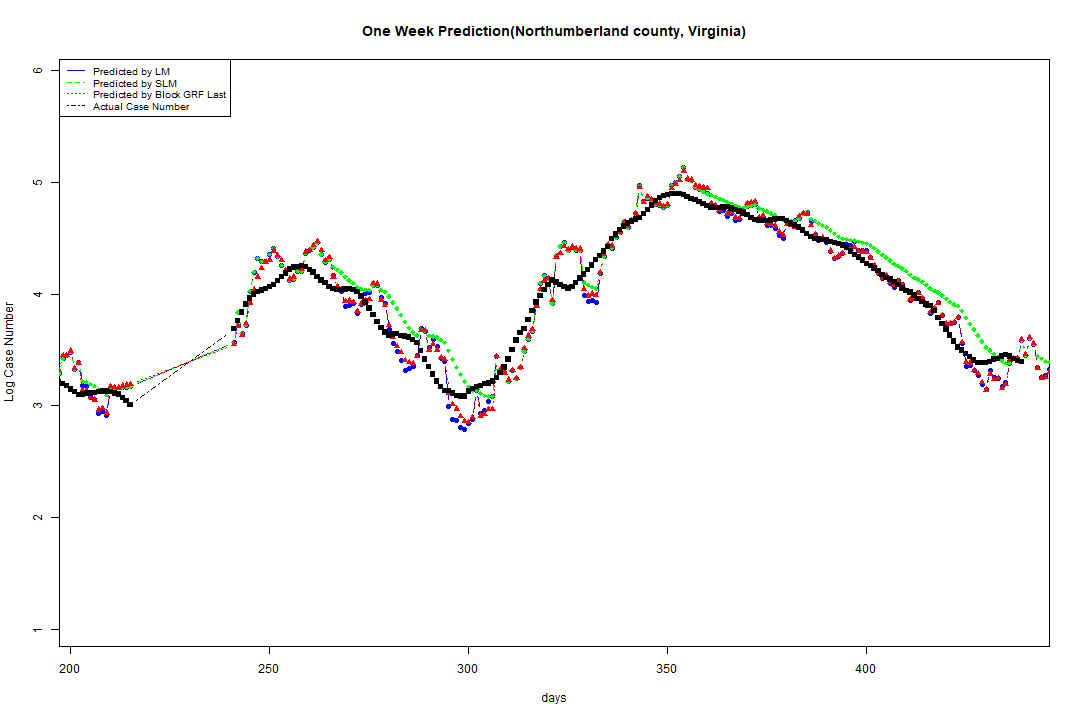 One Week Prediction(Northumberland county, Virginia)
Predicted by LM
Predicted by SLM
Predicted by Block GRF Last
Actual Case Number
6
5
4
3
2
1
Log Case Number
200 250 300 350 400
days